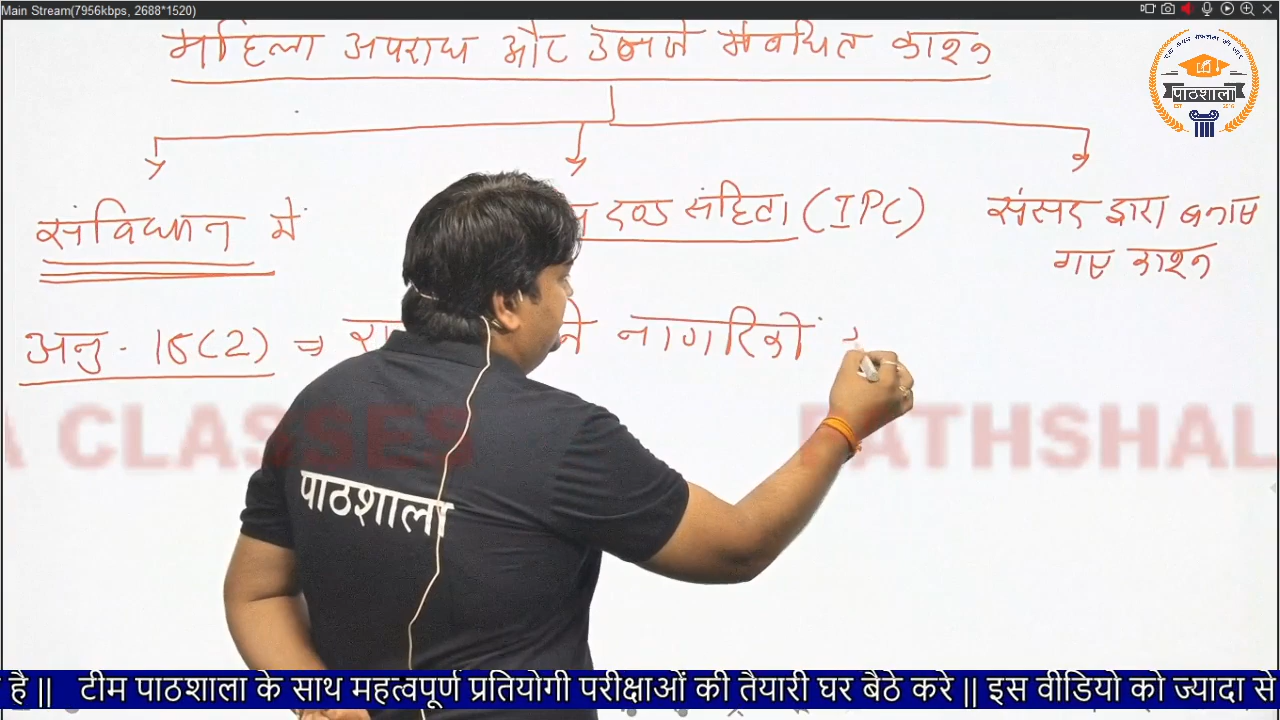 Main Stream(7956kbps, 2688*1520)
महिला अपराध और उनसे संबंधित कानून
पाठशाला
संविधान में
दण्ड संहिता (IPC)
संसद द्वारा बनाए
गए कानून
अनु. 15(2) ⇒
नागरिकों
A CLASSES
PATHSHAL
पाठशाला
है || टीम पाठशाला के साथ महत्वपूर्ण प्रतियोगी परीक्षाओं की तैयारी घर बैठे करे || इस वीडियो को ज्यादा से